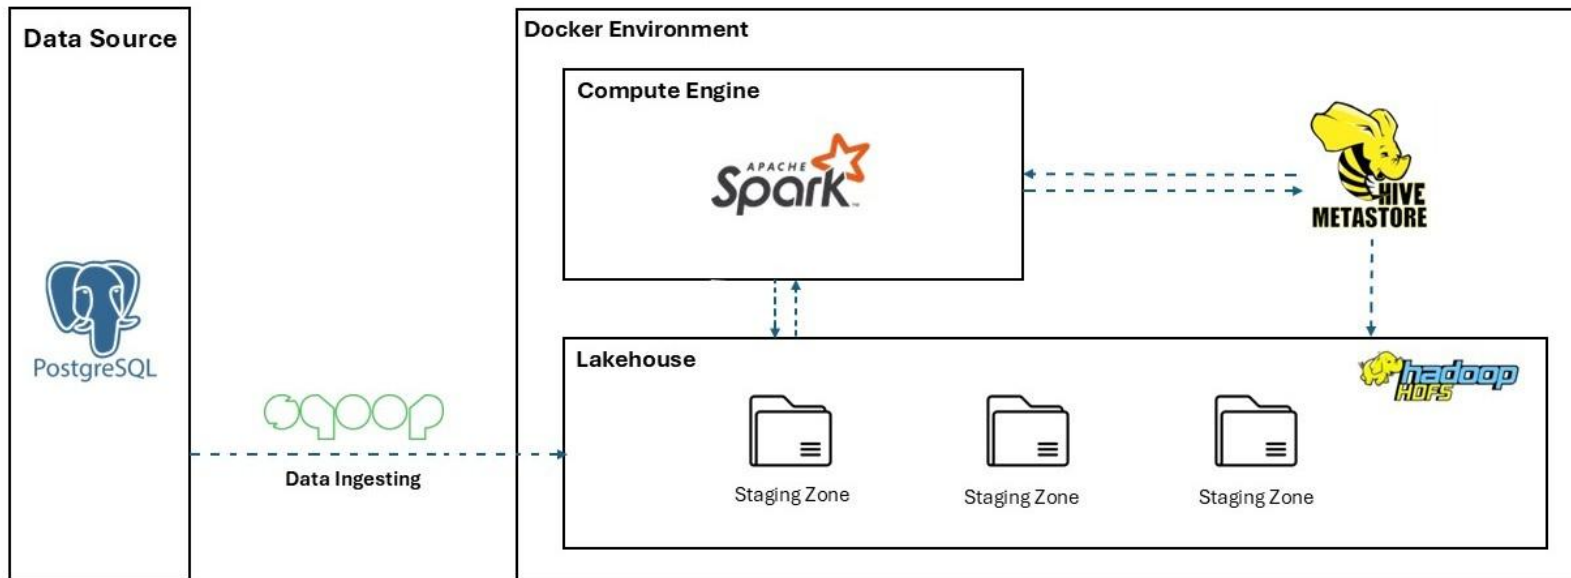 Data Source
PostgreSQL
sqoop
Data Ingesting
Docker Environment
Compute Engine
APACHE
Spark
TM
HIVE
METASTORE
Lakehouse
hadoop
HDFS
Staging Zone
Staging Zone
Staging Zone